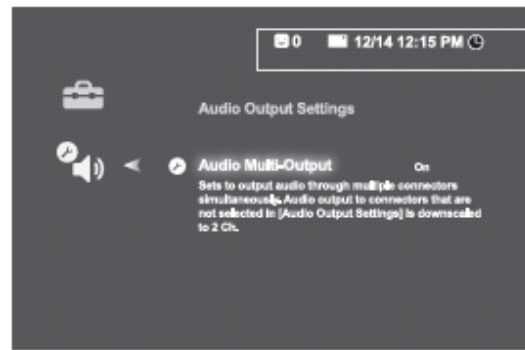 0 12/14 12:15 PM
Audio Output Settings
Audio Multi-Output On
Sets to output audio through multiple connectors
simultaneously. Audio output to connectors that are
not selected in [Audio Output Settings] is downscaled
to 2 Ch.